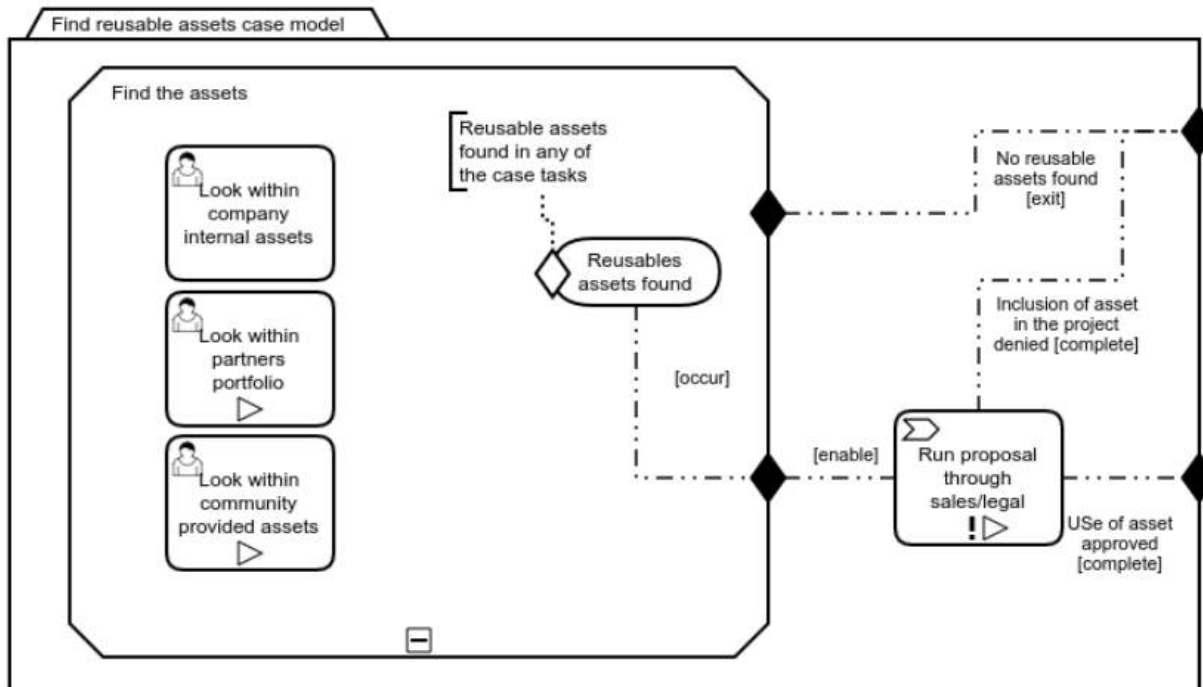 Find reusable assets case model
Find the assets
Look within
company
internal assets
Look within
partners
portfolio
Look within
community
provided assets
Reusable assets
found in any of
the case tasks
Reusables
assets found
[occur]
No reusable
assets found
[exit]
Inclusion of asset
in the project
denied [complete]
[enable]
Run proposal
through
sales/legal
!
USe of asset
approved
[complete]